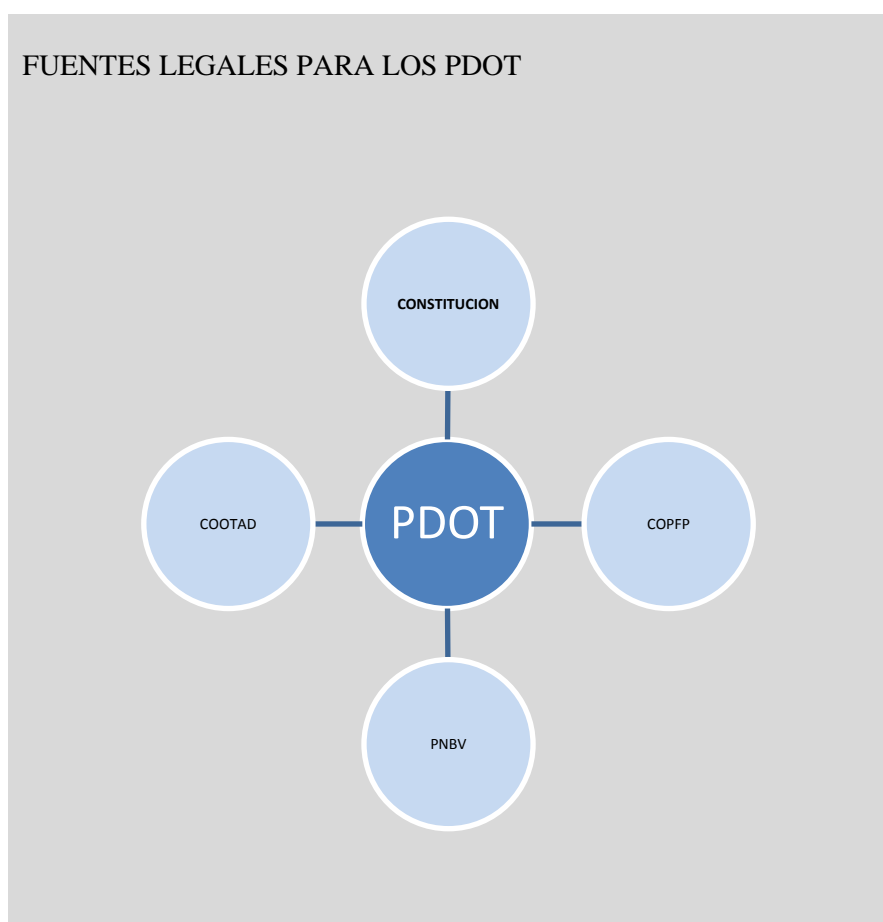 FUENTES LEGALES PARA LOS PDOT
CONSTITUCION
COOTAD
PDOT
COPFP
PNBV